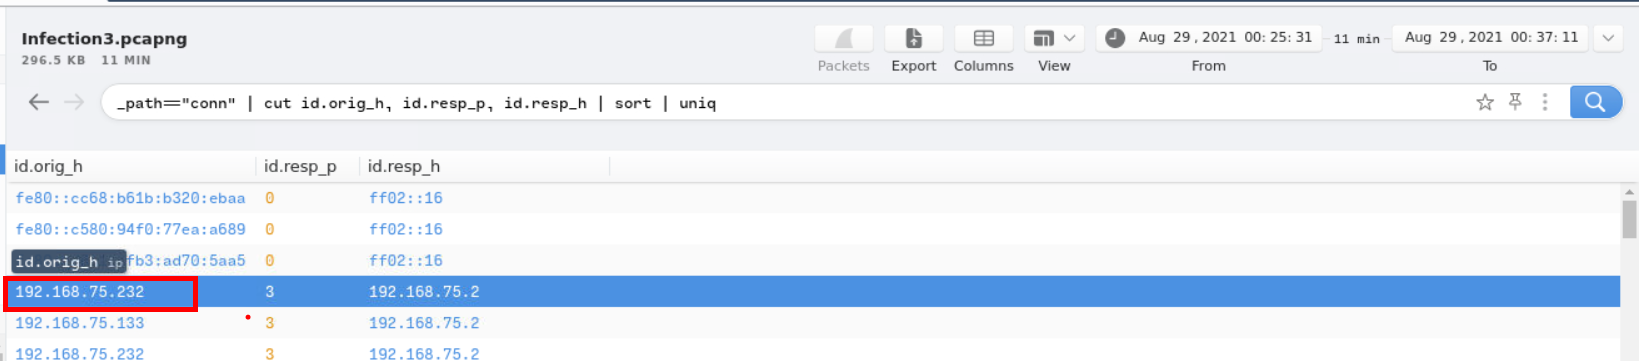 Infection3.pcapng
296.5 KB 11 MIN
Packets
Export
Columns
View
Aug 29, 2021 00:25:31
From
11 min
Aug 29, 2021 00:37:11
To
_path=="conn" | cut id.orig_h, id.resp_p, id.resp_h | sort | uniq
id.orig_h id.resp_p id.resp_h
fe80::cc68:b61b:b320:ebaa 0 ff02::16
fe80::c580:94f0:77ea:a689 0 ff02::16
id.orig_h ip fb3:ad70:5aa5 0 ff02::16
192.168.75.232 3 192.168.75.2
192.168.75.133 3 192.168.75.2
192.168.75.232 3 192.168.75.2